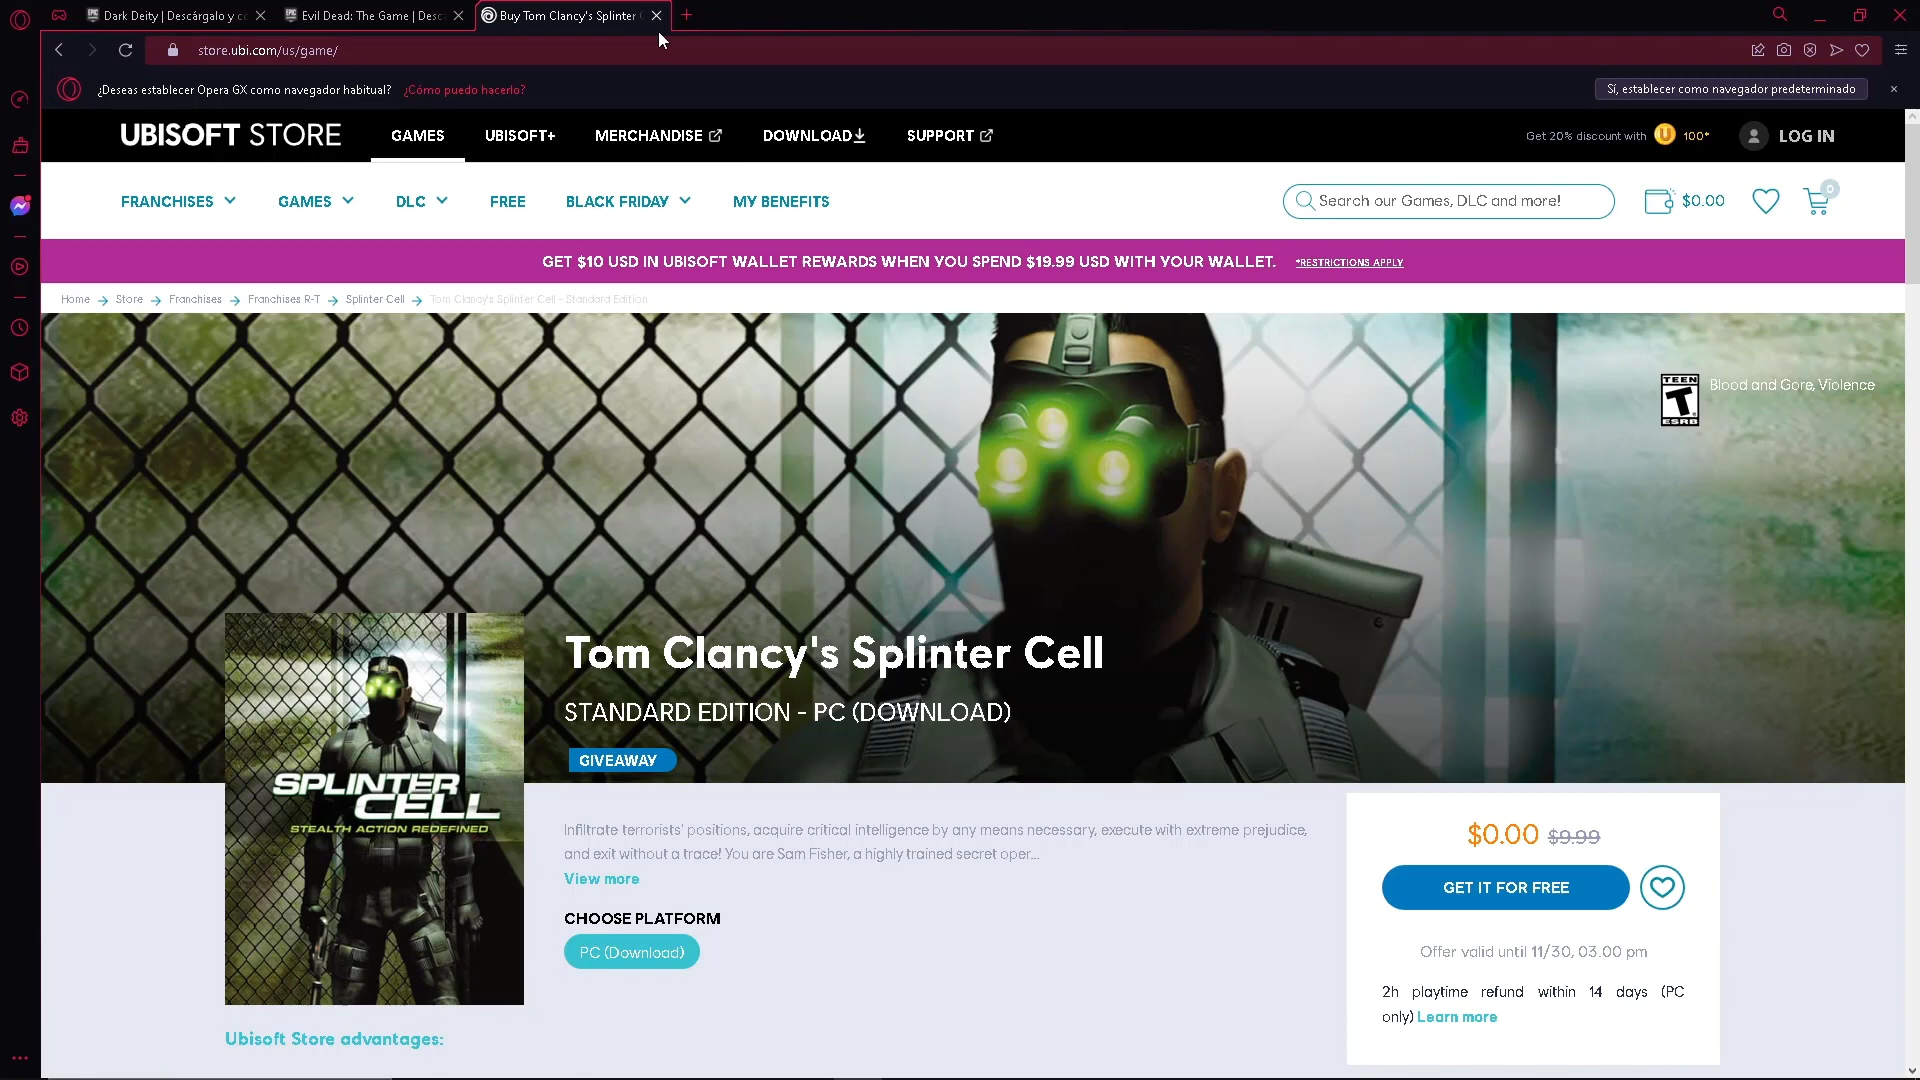 Dark Deity | Descárgalo y c
Evil Dead: The Game | Desc
Buy Tom Clancy's Splinter
store.ubi.com/us/game/
¿Deseas establecer Opera GX como navegador habitual? ¿Cómo puedo hacerlo?
Sí, establecer como navegador predeterminado
UBISOFT STORE
GAMES
UBISOFT+
MERCHANDISE
DOWNLOAD
SUPPORT
Get 20% discount with
100*
LOG IN
FRANCHISES
GAMES
DLC
FREE
BLACK FRIDAY
MY BENEFITS
Search our Games, DLC and more!
$0.00
0
GET $10 USD IN UBISOFT WALLET REWARDS WHEN YOU SPEND $19.99 USD WITH YOUR WALLET. *RESTRICTIONS APPLY
Home
Store
Franchises
Franchises R-T
Splinter Cell
Tom Clancy's Splinter Cell - Standard Edition
TEEN
T
ESRB
Blood and Gore, Violence
Tom Clancy's Splinter Cell
STANDARD EDITION - PC (DOWNLOAD)
GIVEAWAY
SPLINTER
CELL
STEALTH ACTION REDEFINED
Infiltrate terrorists' positions, acquire critical intelligence by any means necessary, execute with extreme prejudice,
and exit without a trace! You are Sam Fisher, a highly trained secret oper...
View more
CHOOSE PLATFORM
PC (Download)
$0.00 $9.99
GET IT FOR FREE
Offer valid until 11/30, 03.00 pm
2h playtime refund within 14 days (PC
only) Learn more
Ubisoft Store advantages: